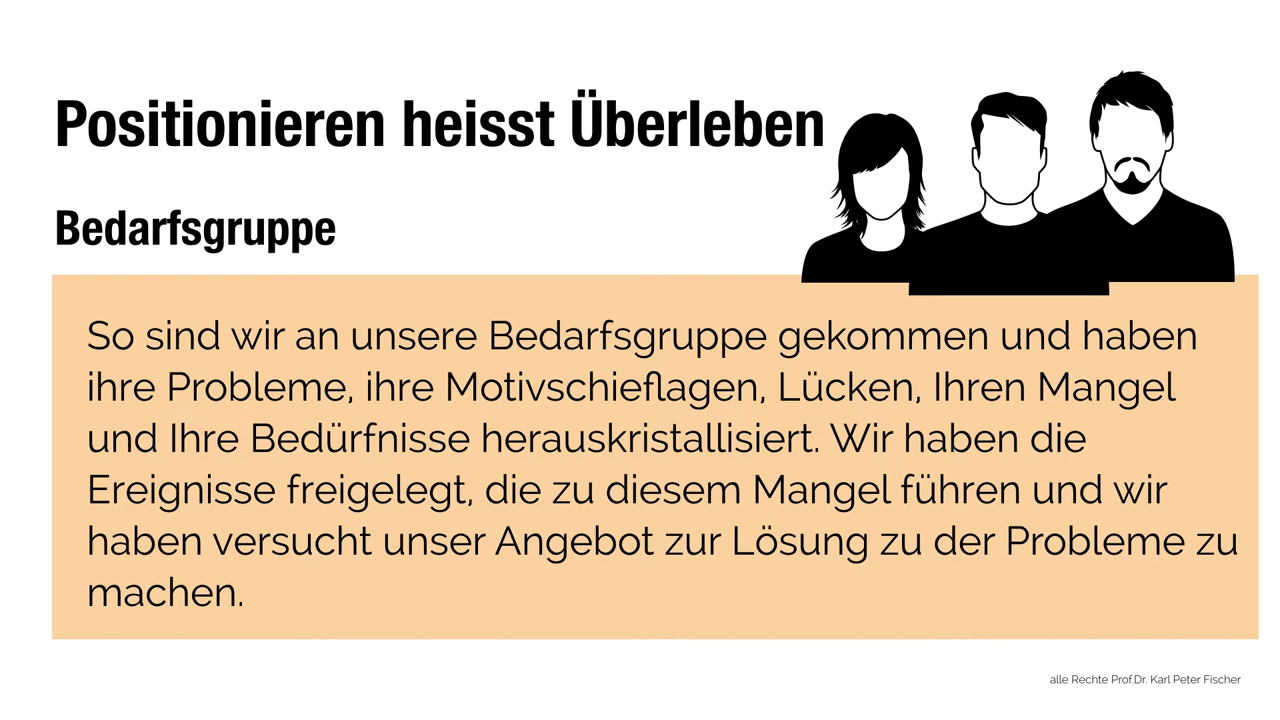 Positionieren heisst Überleben
Bedarfsgruppe
So sind wir an unsere Bedarfsgruppe gekommen und haben
ihre Probleme, ihre Motivschieflagen, Lücken, Ihren Mangel
und Ihre Bedürfnisse herauskristallisiert. Wir haben die
Ereignisse freigelegt, die zu diesem Mangel führen und wir
haben versucht unser Angebot zur Lösung zu der Probleme zu
machen.
alle Rechte Prof.Dr. Karl Peter Fischer